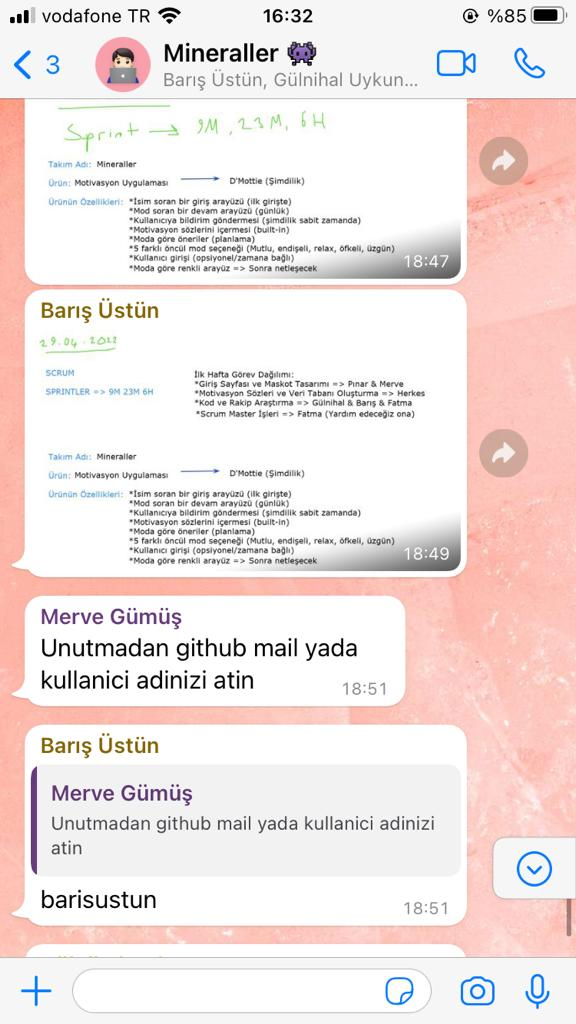 vodafone TR
16:32
%85
3
Mineraller
Barış Üstün, Gülnihal Uykun...
Sprint → 9M, 23M, 6H
Takım Adı: Mineraller
Ürün: Motivasyon Uygulaması → D'Mottie (Şimdilik)
Ürünün Özellikleri: *İsim soran bir giriş arayüzü (ilk girişte)
*Mod soran bir devam arayüzü (günlük)
*Kullanıcıya bildirim göndermesi (şimdilik sabit zamanda)
*Motivasyon sözlerini içermesi (built-in)
*Moda göre öneriler (planlama)
*5 farklı öncül mod seçeneği (Mutlu, endişeli, relax, öfkeli, üzgün)
*Kullanıcı girişi (opsiyonel/zamana bağlı)
*Moda göre renkli arayüz => Sonra netleşecek
18:47
Barış Üstün
29.04.2022
SCRUM
SPRINTLER => 9M 23M 6H
İlk Hafta Görev Dağılımı:
*Giriş Sayfası ve Maskot Tasarımı => Pınar & Merve
*Motivasyon Sözleri ve Veri Tabanı Oluşturma => Herkes
*Kod ve Rakip Araştırma => Gülnihal & Barış & Fatma
*Scrum Master İşleri => Fatma (Yardım edeceğiz ona)
Takım Adı: Mineraller
Ürün: Motivasyon Uygulaması → D'Mottie (Şimdilik)
Ürünün Özellikleri: *İsim soran bir giriş arayüzü (ilk girişte)
*Mod soran bir devam arayüzü (günlük)
*Kullanıcıya bildirim göndermesi (şimdilik sabit zamanda)
*Motivasyon sözlerini içermesi (built-in)
*Moda göre öneriler (planlama)
*5 farklı öncül mod seçeneği (Mutlu, endişeli, relax, öfkeli, üzgün)
*Kullanıcı girişi (opsiyonel/zamana bağlı)
*Moda göre renkli arayüz => Sonra netleşecek
18:49
Merve Gümüş
Unutmadan github mail yada
kullanici adinizi atin
18:51
Barış Üstün
Merve Gümüş
Unutmadan github mail yada kullanici adinizi
atin
barisustun
18:51